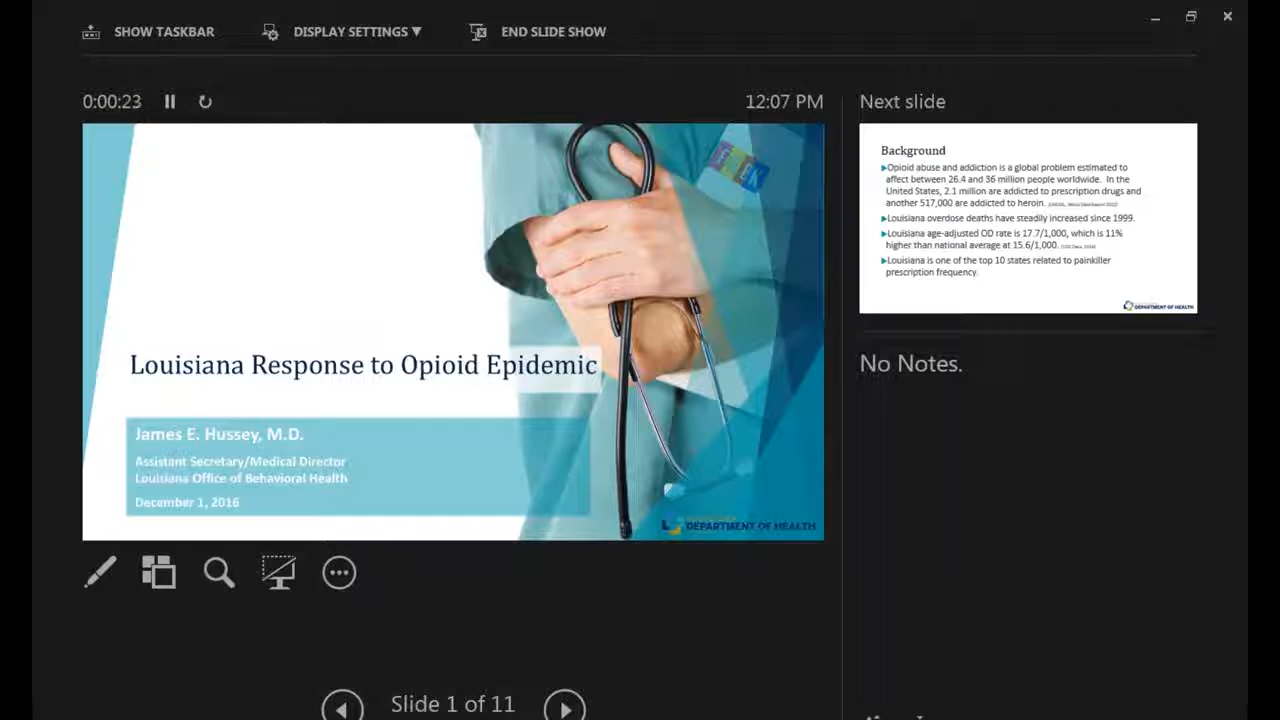 SHOW TASKBAR
DISPLAY SETTINGS ▼
END SLIDE SHOW
0:00:23
12:07 PM
Next slide
Louisiana Response to Opioid Epidemic
James E. Hussey, M.D.
Assistant Secretary/Medical Director
Louisiana Office of Behavioral Health
December 1, 2016
DEPARTMENT OF HEALTH
Background
▶Opioid abuse and addiction is a global problem estimated to
affect between 26.4 and 36 million people worldwide. In the
United States, 2.1 million are addicted to prescription drugs and
another 517,000 are addicted to heroin.
▶Louisiana overdose deaths have steadily increased since 1999.
▶Louisiana age-adjusted OD rate is 17.7/1,000, which is 11%
higher than national average at 15.6/1,000.
▶Louisiana is one of the top 10 states related to painkiller
prescription frequency.
DEPARTMENT OF HEALTH
No Notes.
Slide 1 of 11